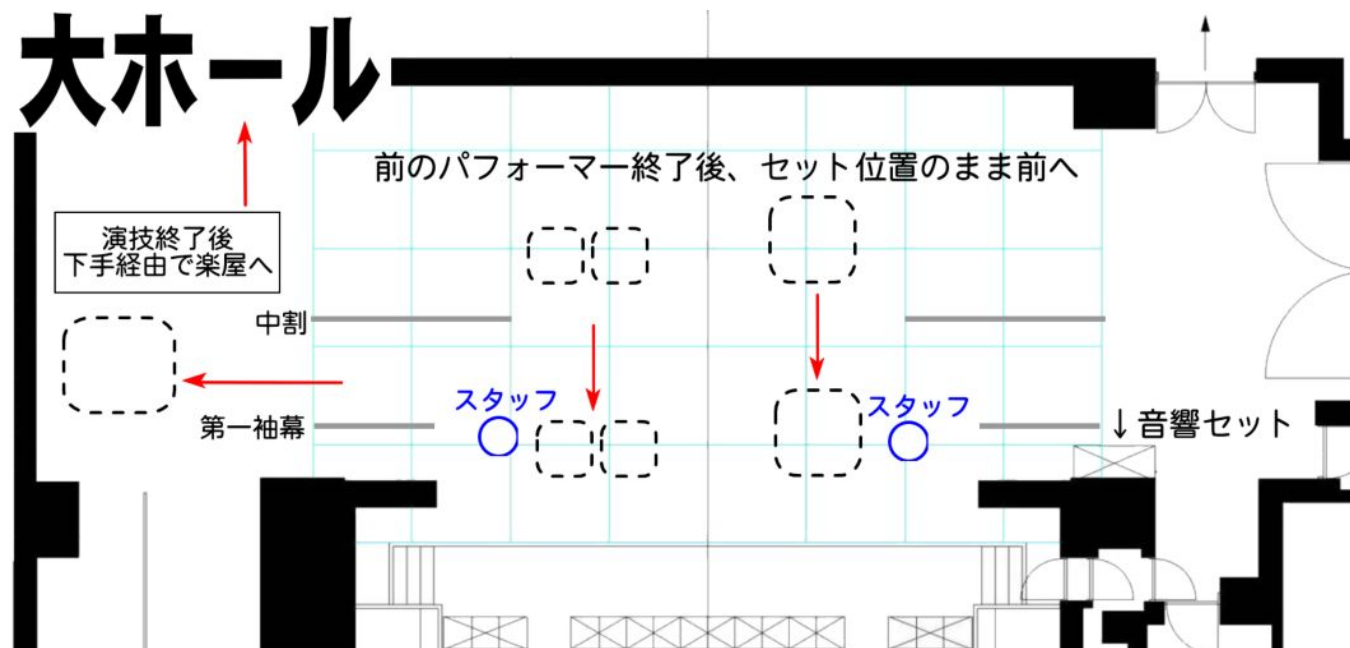 大ホール
前のパフォーマー終了後、セット位置のまま前へ
演技終了後
下手経由で楽屋へ
中割
スタッフ
スタッフ
第一袖幕
↓音響セット